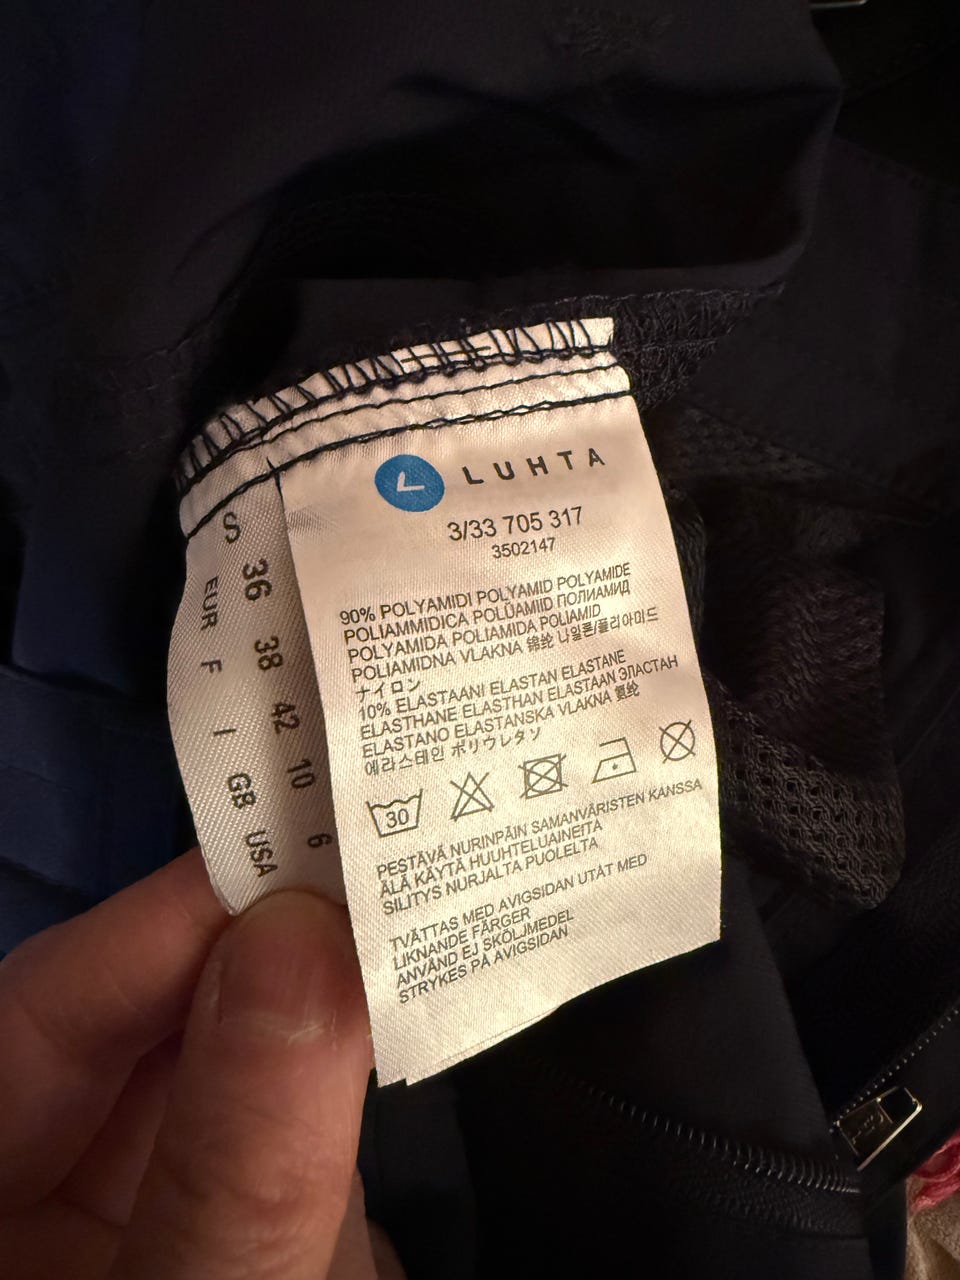 LUHTA
3/33 705 317
3502147
90% POLYAMIDI POLYAMID POLYAMIDE
POLIAMMIDICA POLÜAMIID ПОЛИАМИД
POLYAMIDA POLIAMIDA POLIAMID
POLIAMIDNA VLAKNA 锦纶 나일론/폴리아미드
ナイロン
10% ELASTAANI ELASTAN ELASTANE
ELASTHANE ELASTHAN ELASTAAN ЭЛАСТАН
ELASTANO ELASTANSKA VLAKNA 氨纶
에라스테인 ポリウレタソ
30
PESTÄVÄ NURINPÄIN SAMANVÄRISTEN KANSSA
ÄLÄ KÄYTÄ HUUHTELUAINEITA
SILITYS NURJALTA PUOLELTA
TVÄTTAS MED AVIGSIDAN UTÅT MED
LIKNANDE FÄRGER
ANVÄND EJ SKÖLJMEDEL
STRYKES PÅ AVIGSIDAN
S
EUR 36
F 38
I 42
GB 10
USA 6